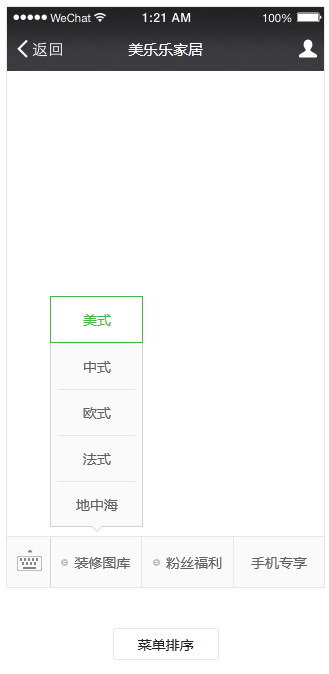 WeChat 1:21 AM 100%
返回 美乐乐家居
美式
中式
欧式
法式
地中海
装修图库 粉丝福利 手机专享
菜单排序